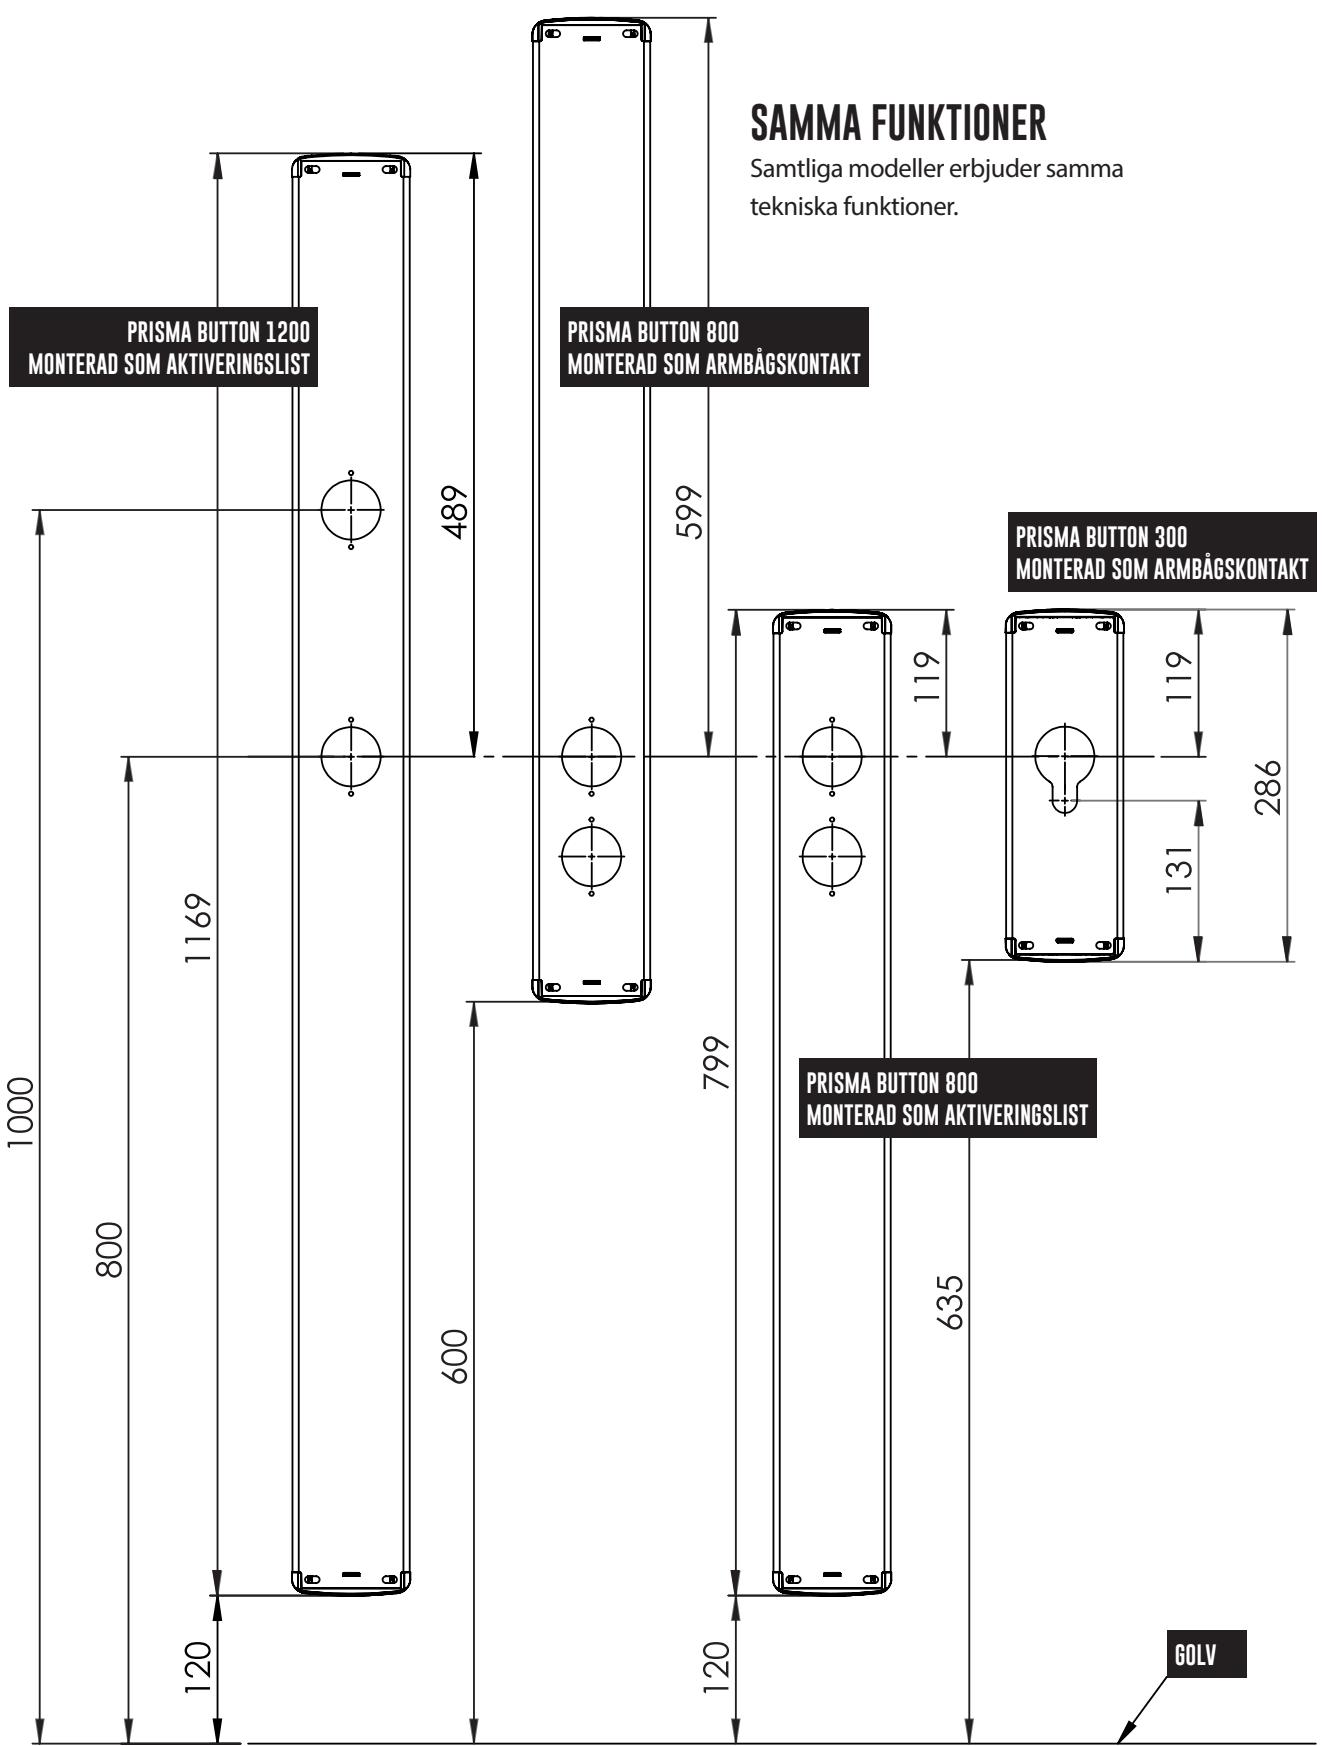 SAMMA FUNKTIONER
Samtliga modeller erbjuder samma
tekniska funktioner.
PRISMA BUTTON 1200
MONTERAD SOM AKTIVERINGSLIST
PRISMA BUTTON 800
MONTERAD SOM ARMBÅGSKONTAKT
489
599
PRISMA BUTTON 300
MONTERAD SOM ARMBÅGSKONTAKT
119
119
286
131
1169
799
PRISMA BUTTON 800
MONTERAD SOM AKTIVERINGSLIST
1000
800
600
635
120
120
GOLV